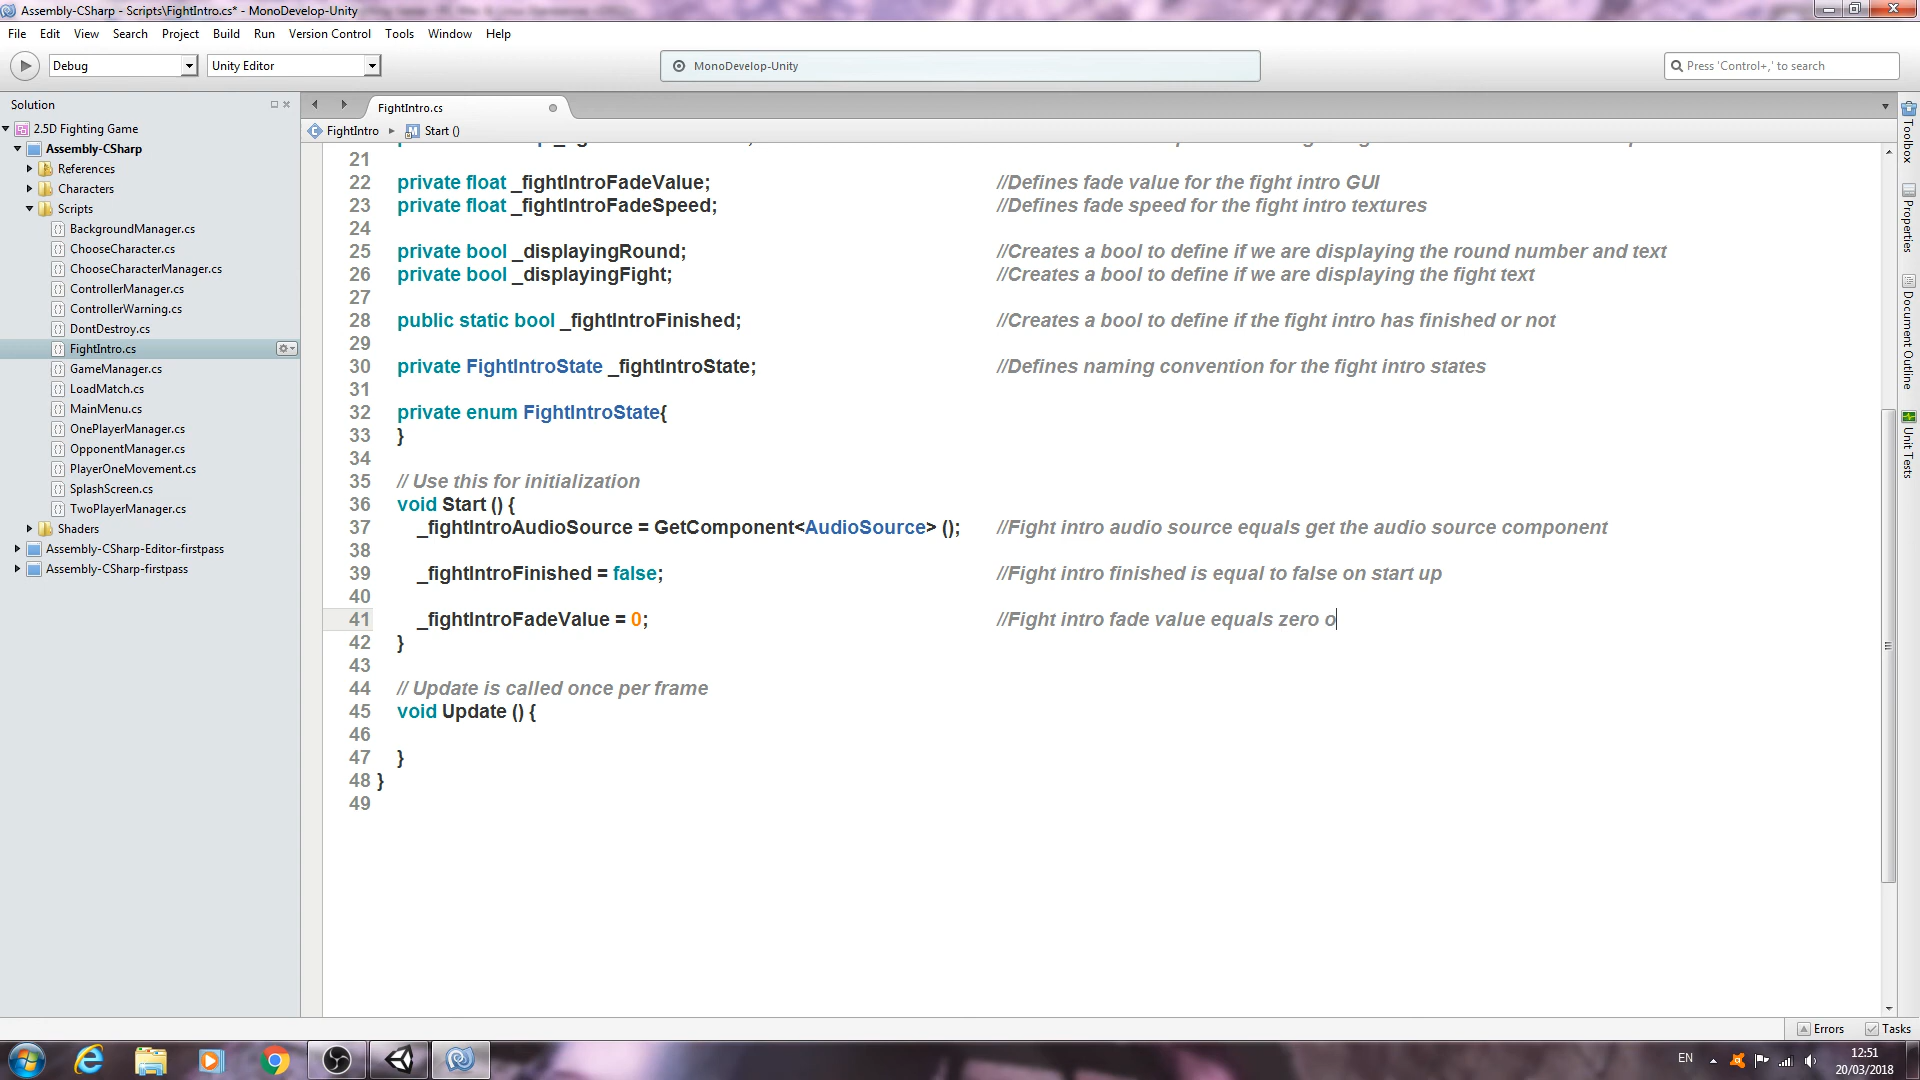 Assembly-CSharp - Scripts\FightIntro.cs* - MonoDevelop-Unity
File Edit View Search Project Build Run Version Control Tools Window Help
Debug Unity Editor MonoDevelop-Unity Press 'Control+,' to search
Solution
FightIntro.cs
2.5D Fighting Game
FightIntro Start ()
Assembly-CSharp
References
Characters
Scripts
BackgroundManager.cs
ChooseCharacter.cs
ChooseCharacterManager.cs
ControllerManager.cs
ControllerWarning.cs
DontDestroy.cs
FightIntro.cs
GameManager.cs
LoadMatch.cs
MainMenu.cs
OnePlayerManager.cs
OpponentManager.cs
PlayerOneMovement.cs
SplashScreen.cs
TwoPlayerManager.cs
Shaders
Assembly-CSharp-Editor-firstpass
Assembly-CSharp-firstpass
21
22 private float _fightIntroFadeValue; //Defines fade value for the fight intro GUI
23 private float _fightIntroFadeSpeed; //Defines fade speed for the fight intro textures
24
25 private bool _displayingRound; //Creates a bool to define if we are displaying the round number and text
26 private bool _displayingFight; //Creates a bool to define if we are displaying the fight text
27
28 public static bool _fightIntroFinished; //Creates a bool to define if the fight intro has finished or not
29
30 private FightIntroState _fightIntroState; //Defines naming convention for the fight intro states
31
32 private enum FightIntroState{
33 }
34
35 // Use this for initialization
36 void Start () {
37 _fightIntroAudioSource = GetComponent<AudioSource> (); //Fight intro audio source equals get the audio source component
38
39 _fightIntroFinished = false; //Fight intro finished is equal to false on start up
40
41 _fightIntroFadeValue = 0; //Fight intro fade value equals zero o
42 }
43
44 // Update is called once per frame
45 void Update () {
46
47 }
48 }
49
Toolbox
Properties
Document Outline
Unit Tests
Errors Tasks
EN
12:51
20/03/2018